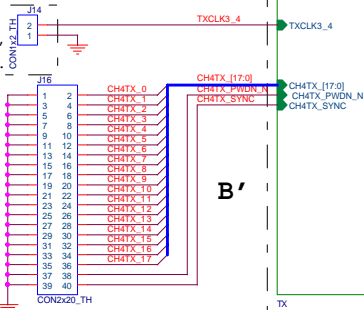 J14
TXCLK3_4
TXCLK3_4
2
1
CON1x2_TH
J16
CH4TX_[17:0]
CH4TX_[17:0]
CH4TX_PWDN_N
CH4TX_PWDN_N
CH4TX_SYNC
CH4TX_SYNC
1 2 CH4TX_0
3 4 CH4TX_1
5 6 CH4TX_2
7 8 CH4TX_3
9 10 CH4TX_4
11 12 CH4TX_5
13 14 CH4TX_6
15 16 CH4TX_7
17 18 CH4TX_8
19 20 CH4TX_9
21 22 CH4TX_10
23 24 CH4TX_11
25 26 CH4TX_12
27 28 CH4TX_13
29 30 CH4TX_14
31 32 CH4TX_15
33 34 CH4TX_16
35 36 CH4TX_17
37 38
39 40
B′
CON2x20_TH
TX